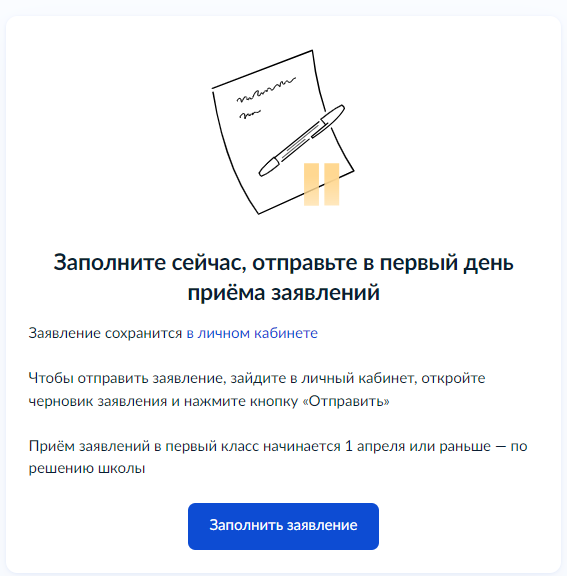 Заполните сейчас, отправьте в первый день
приёма заявлений
Заявление сохранится в личном кабинете
Чтобы отправить заявление, зайдите в личный кабинет, откройте
черновик заявления и нажмите кнопку «Отправить»
Приём заявлений в первый класс начинается 1 апреля или раньше — по
решению школы
Заполнить заявление